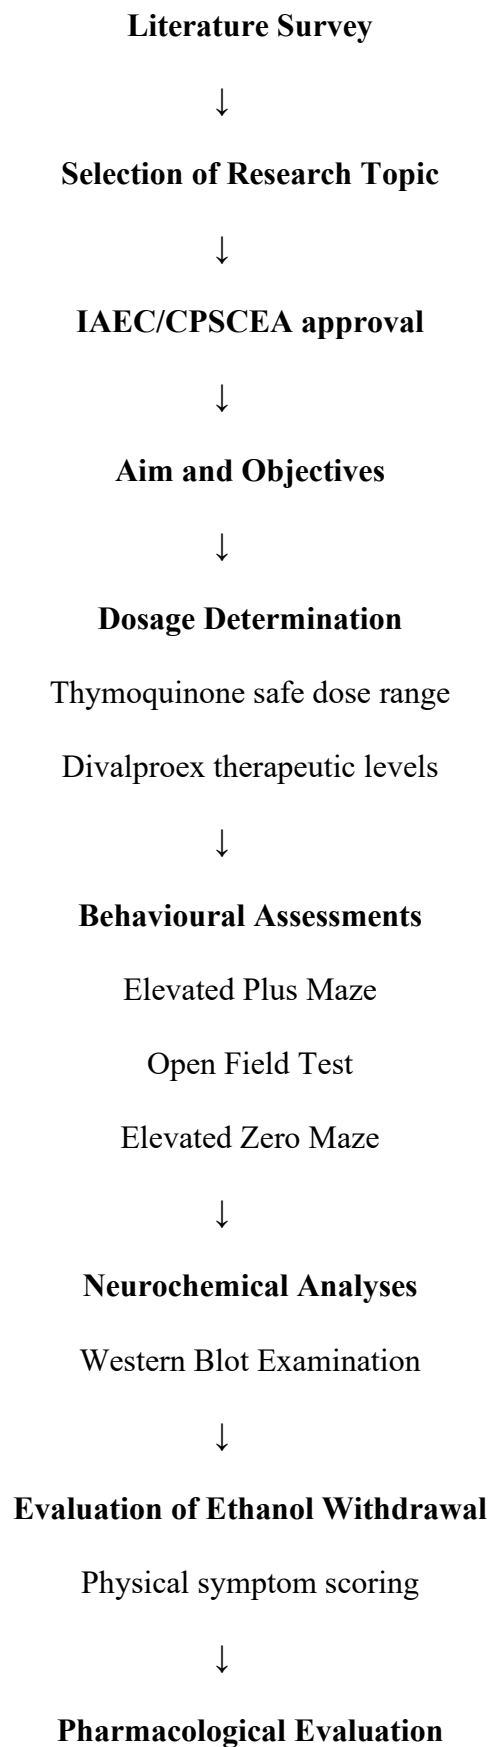 Literature Survey
↓
Selection of Research Topic
↓
IAEC/CPSCEA approval
↓
Aim and Objectives
↓
Dosage Determination
Thymoquinone safe dose range
Divalproex therapeutic levels
↓
Behavioural Assessments
Elevated Plus Maze
Open Field Test
Elevated Zero Maze
↓
Neurochemical Analyses
Western Blot Examination
↓
Evaluation of Ethanol Withdrawal
Physical symptom scoring
↓
Pharmacological Evaluation